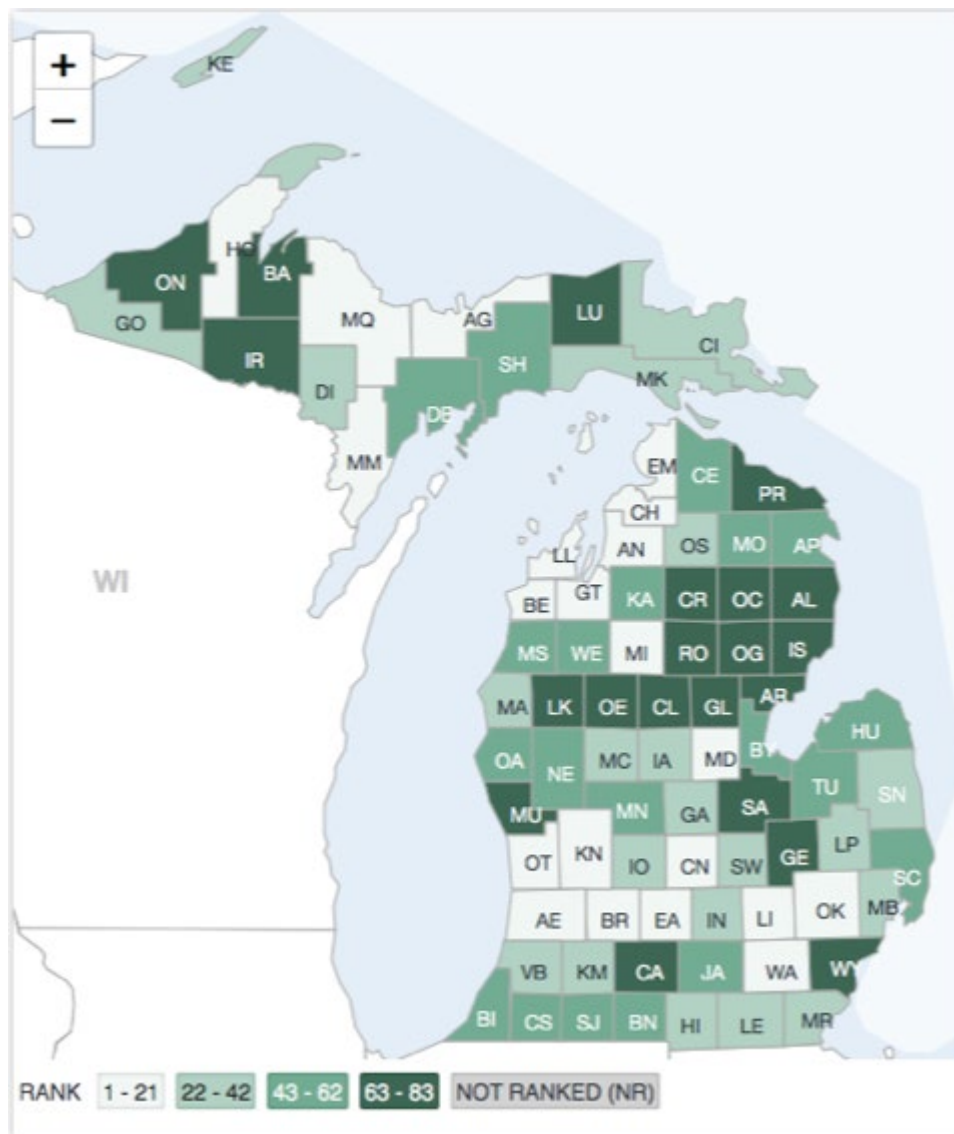 +
KE
−
HO
ON BA
MQ AG LU
GO
CI
IR SH
MK
DI
DE
MM EM CE
PR
CH
AN OS MO AP
LL
WI
GT
BE KA CR OC AL
MS WE MI RO OG IS
AR
MA LK OE CL GL
HU
BY
OA NE MC IA MD
TU SN
MU MN GA SA
LP
OT KN IO CN SW GE
SC
AE BR EA IN LI OK MB
VB KM CA JA WA WY
BI CS SJ BN HI LE MR
RANK 1 - 21 22 - 42 43 - 62 63 - 83 NOT RANKED (NR)